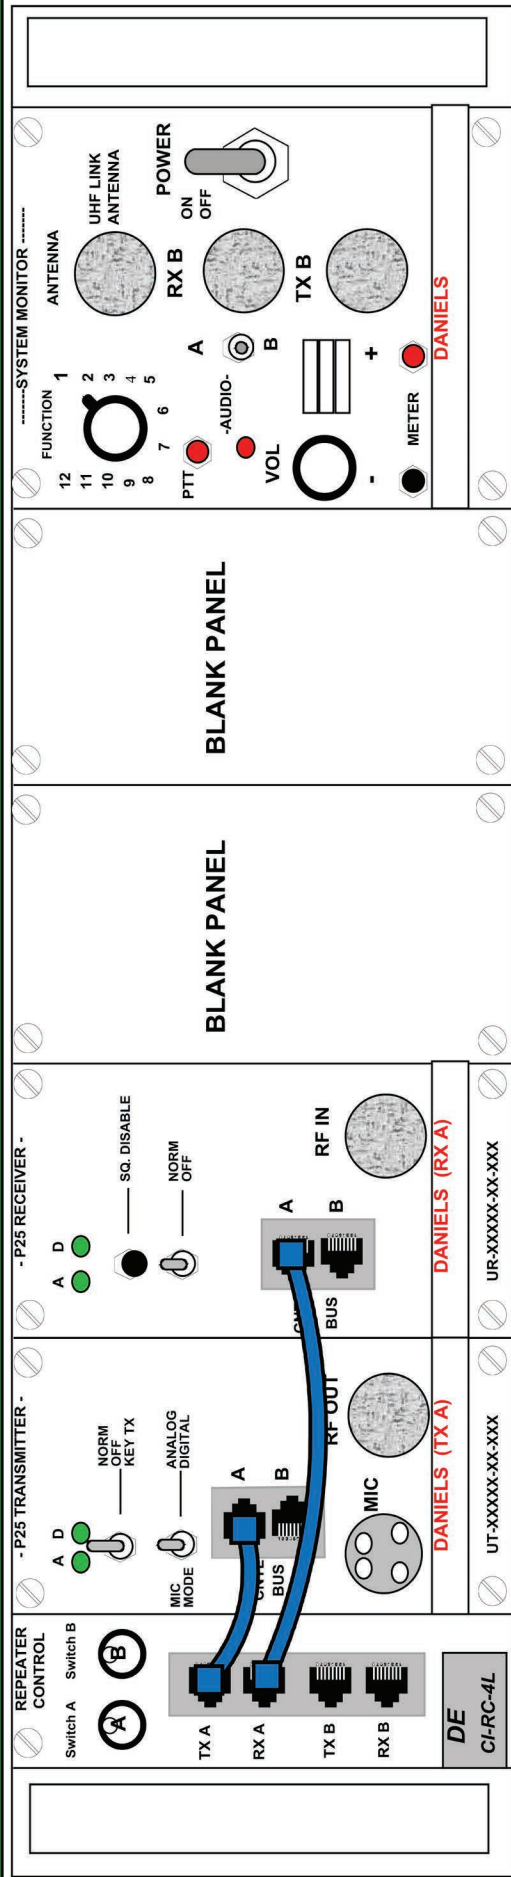 REPEATER
CONTROL
Switch A
Switch B
A
B
TX A
RX A
TX B
RX B
DE
CI-RC-4L
- P25 TRANSMITTER -
A
D
NORM
OFF
KEY TX
ANALOG
DIGITAL
MIC
MODE
A
B
BUS
RF OUT
MIC
DANIELS (TX A)
UT-XXXXX-XX-XXX
- P25 RECEIVER -
A
D
SQ. DISABLE
NORM
OFF
A
B
BUS
RF IN
DANIELS (RX A)
UR-XXXXX-XX-XXX
BLANK PANEL
BLANK PANEL
-------SYSTEM MONITOR -------
FUNCTION
1
2
3
4
5
6
7
8
9
10
11
12
ANTENNA
UHF LINK
ANTENNA
POWER
ON
OFF
RX B
TX B
PTT
-AUDIO-
A
B
VOL
-
+
METER
DANIELS